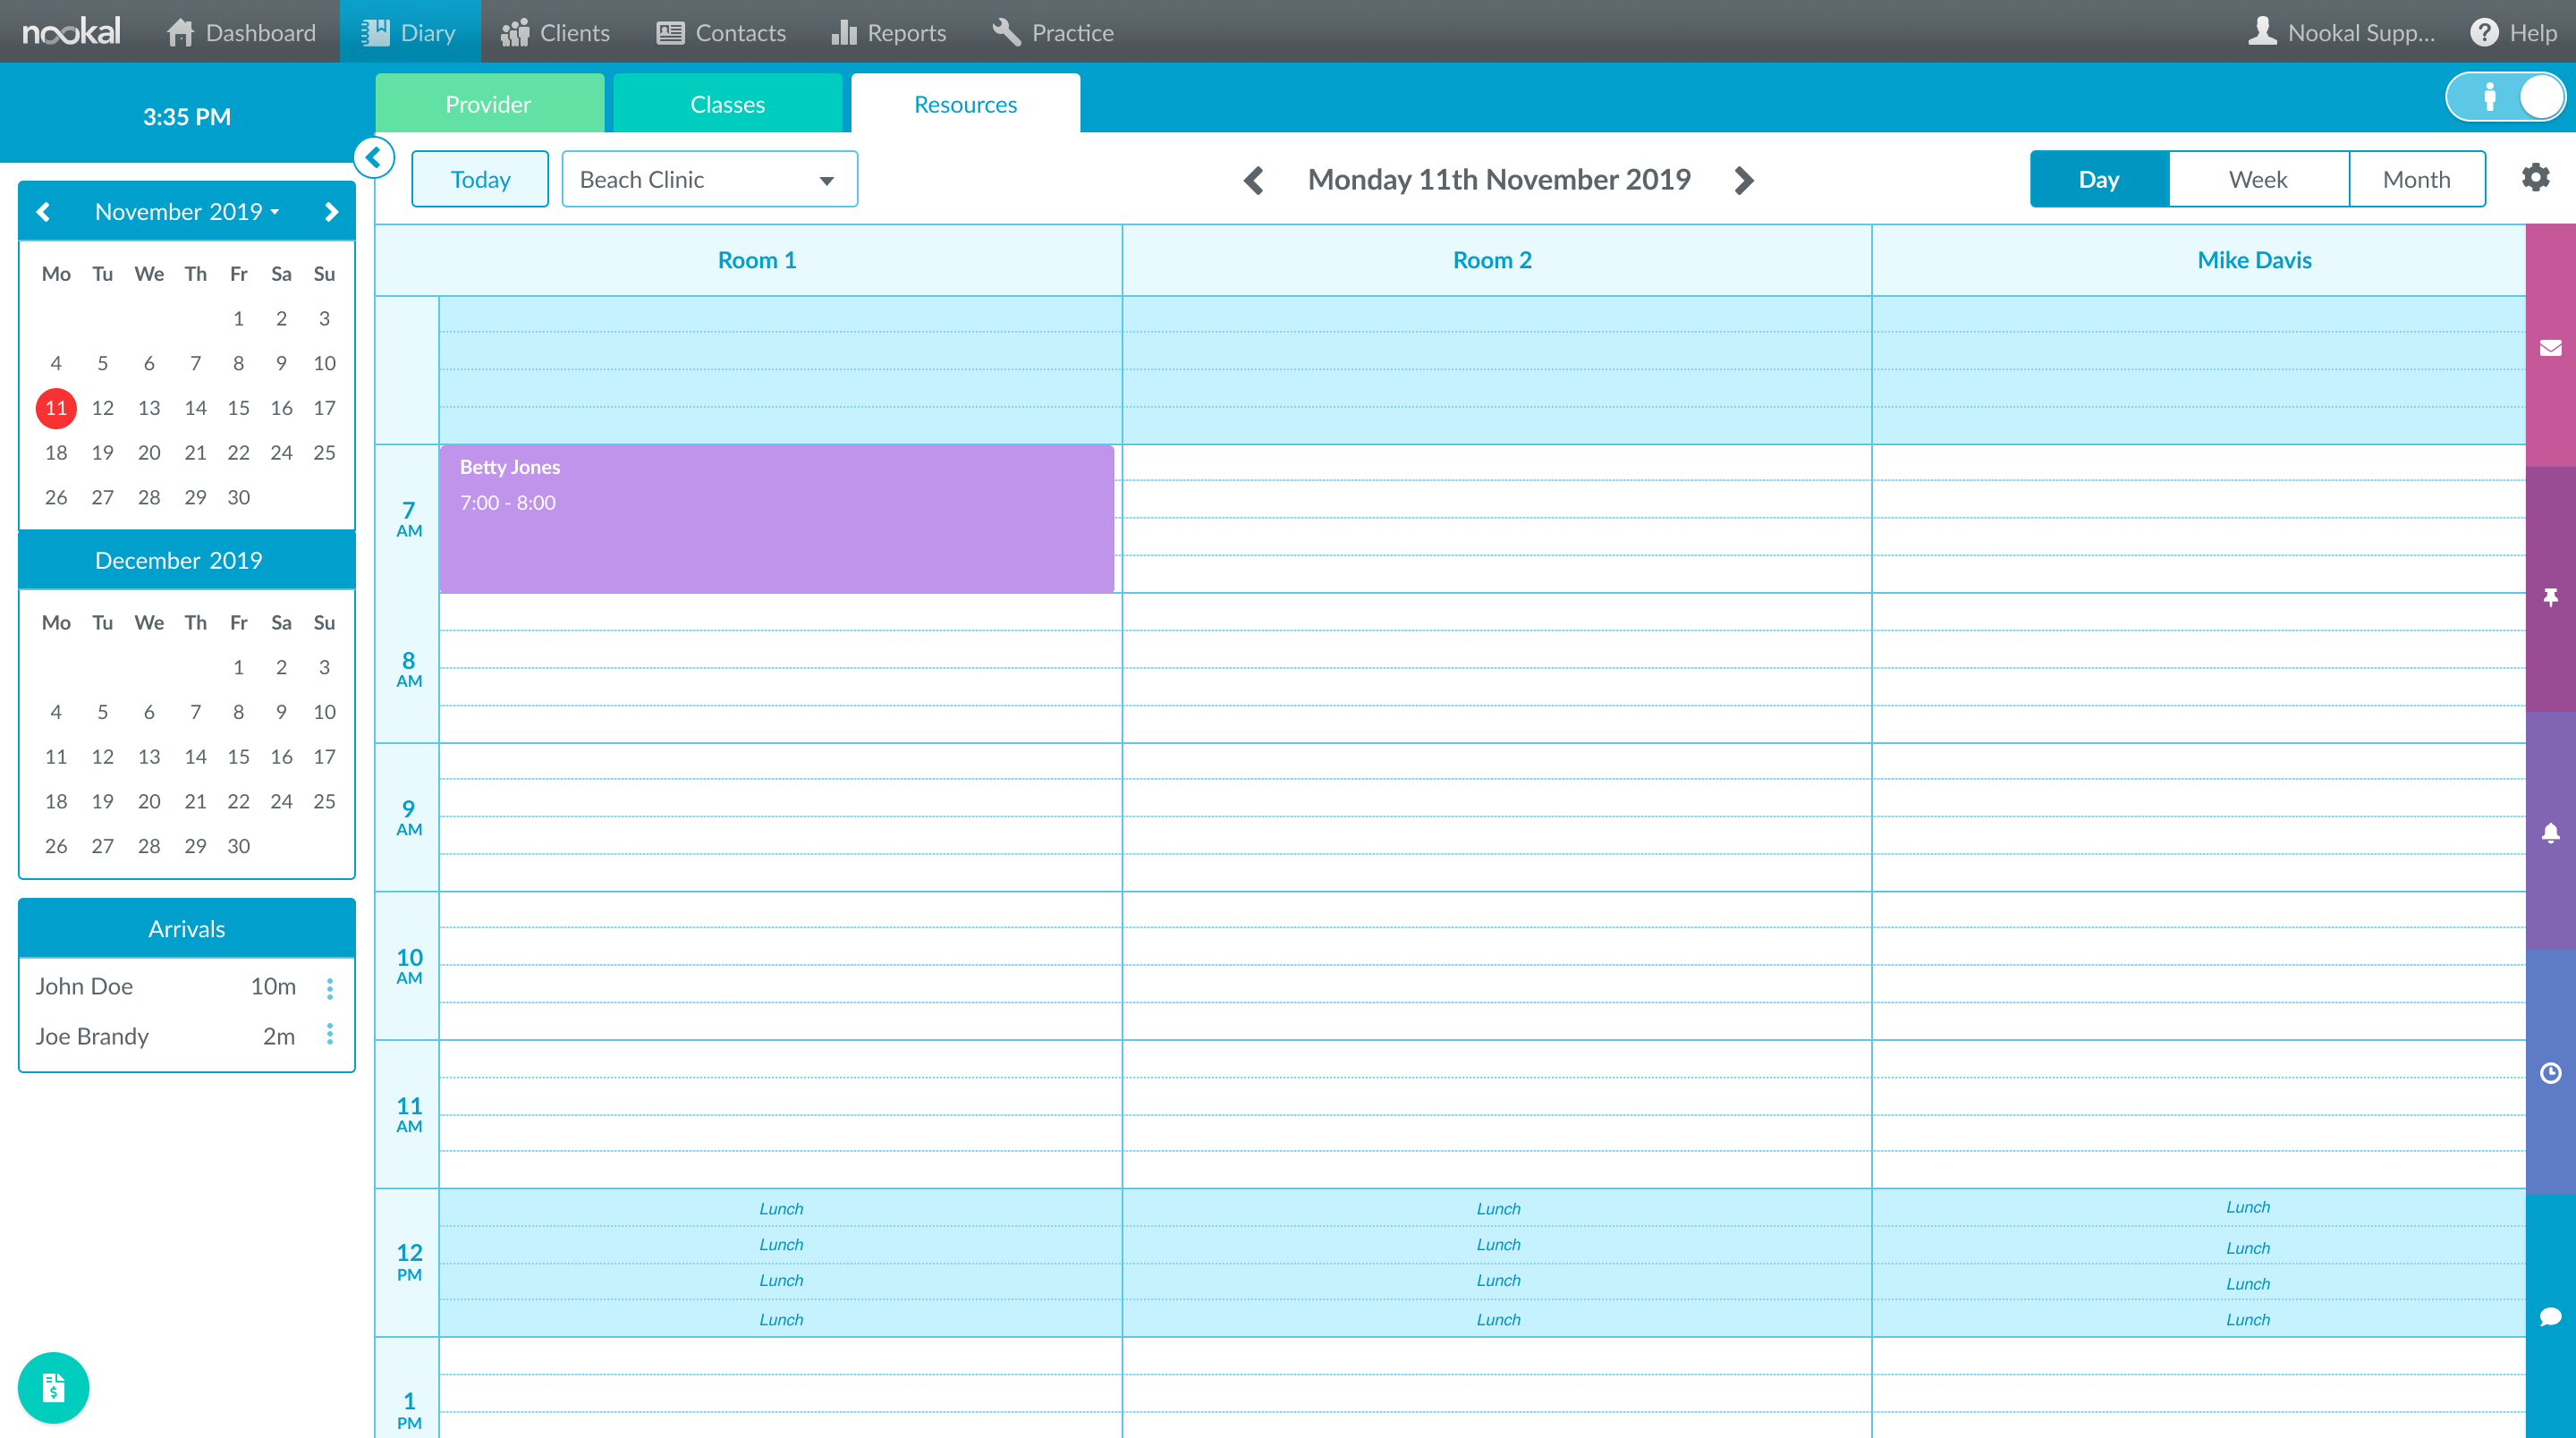 nookal Dashboard Diary Clients Contacts Reports Practice Nookal Supp... Help
3:35 PM
Provider Classes Resources
Today Beach Clinic Monday 11th November 2019 Day Week Month
November 2019
Mo Tu We Th Fr Sa Su
1 2 3
4 5 6 7 8 9 10
11 12 13 14 15 16 17
18 19 20 21 22 24 25
26 27 28 29 30
December 2019
Mo Tu We Th Fr Sa Su
1 2 3
4 5 6 7 8 9 10
11 12 13 14 15 16 17
18 19 20 21 22 24 25
26 27 28 29 30
Arrivals
John Doe 10m
Joe Brandy 2m
Room 1 Room 2 Mike Davis
Betty Jones
7:00 - 8:00
7
AM
8
AM
9
AM
10
AM
11
AM
12
PM
Lunch Lunch Lunch
Lunch Lunch Lunch
Lunch Lunch Lunch
Lunch Lunch Lunch
1
PM